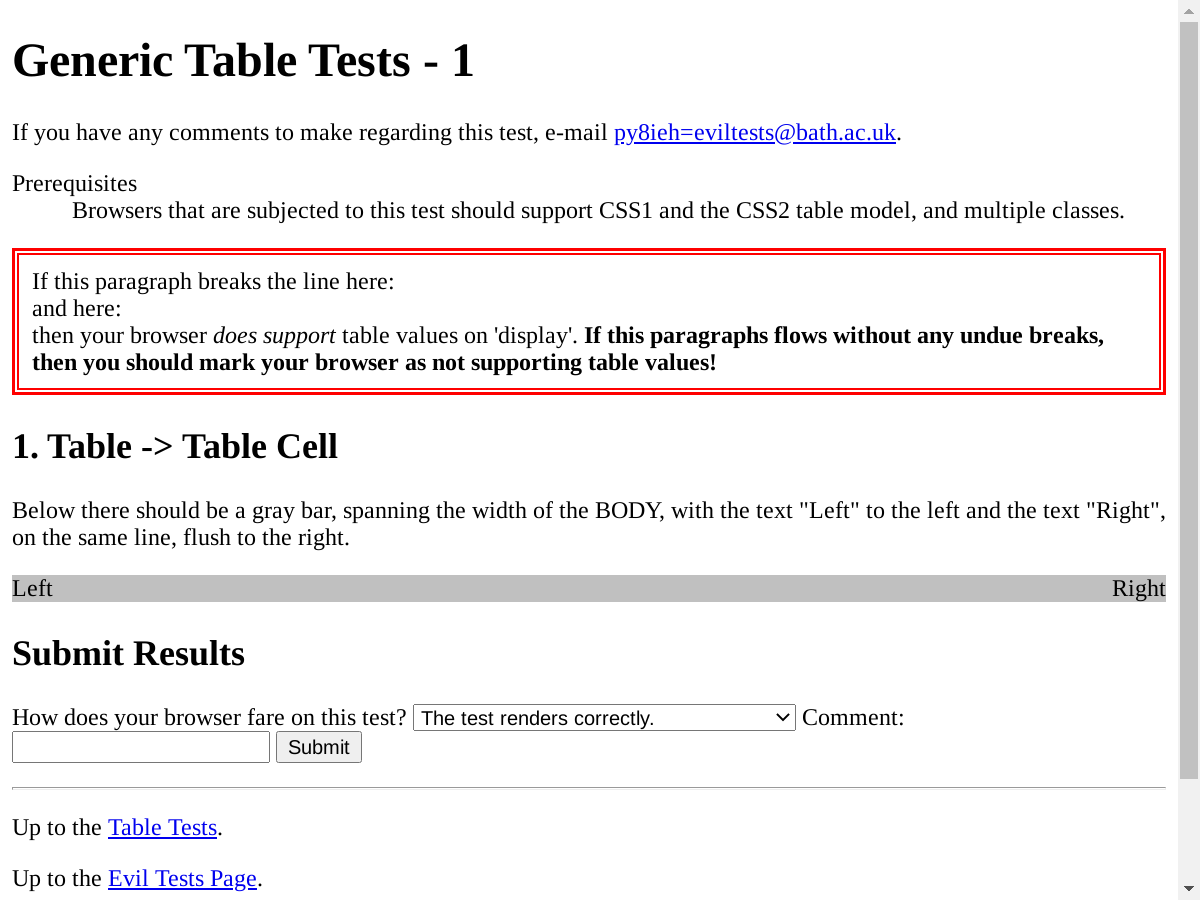 Generic Table Tests - 1
If you have any comments to make regarding this test, e-mail py8ieh=eviltests@bath.ac.uk.
Prerequisites
Browsers that are subjected to this test should support CSS1 and the CSS2 table model, and multiple classes.
If this paragraph breaks the line here:
and here:
then your browser does support table values on 'display'. If this paragraphs flows without any undue breaks,
then you should mark your browser as not supporting table values!
1. Table -> Table Cell
Below there should be a gray bar, spanning the width of the BODY, with the text "Left" to the left and the text "Right",
on the same line, flush to the right.
Left Right
Submit Results
How does your browser fare on this test? The test renders correctly. Comment:
Submit
Up to the Table Tests.
Up to the Evil Tests Page.